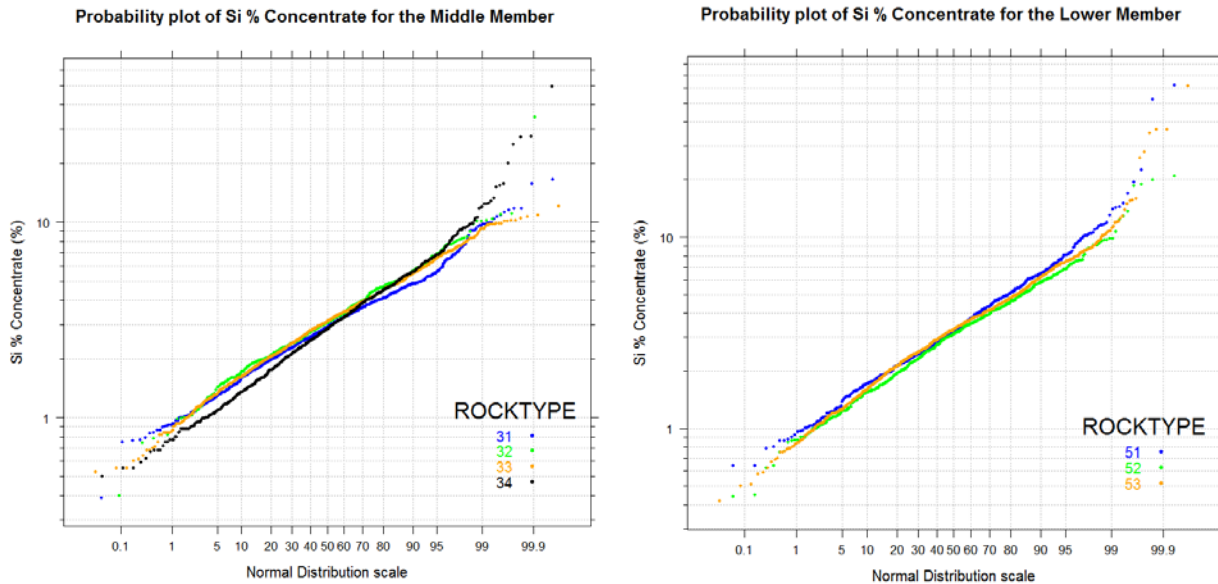 Probability plot of Si % Concentrate for the Middle Member
Si % Concentrate (%)
10
1
ROCKTYPE
31
32
33
34
0.1 1 5 10 20 30 40 50 60 70 80 90 95 99 99.9
Normal Distribution scale
Probability plot of Si % Concentrate for the Lower Member
Si % Concentrate (%)
10
1
ROCKTYPE
51
52
53
0.1 1 5 10 20 30 40 50 60 70 80 90 95 99 99.9
Normal Distribution scale